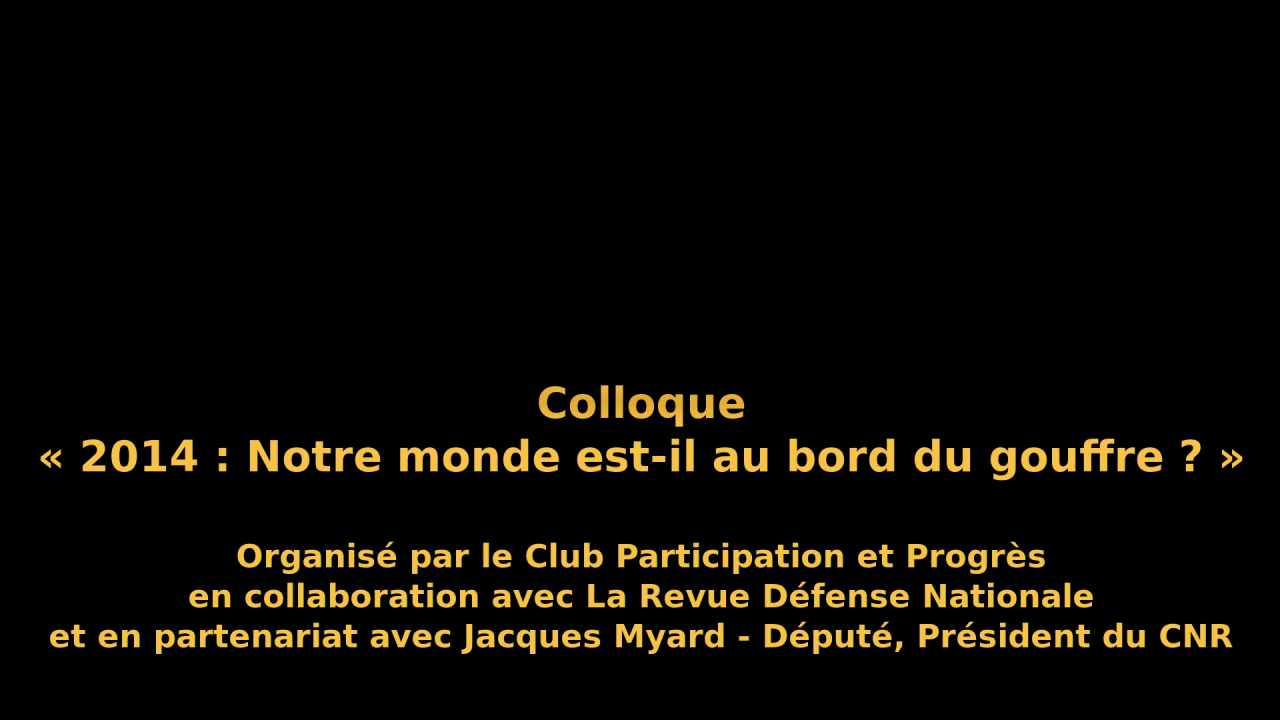 Colloque
« 2014 : Notre monde est-il au bord du gouffre ? »
Organisé par le Club Participation et Progrès
en collaboration avec La Revue Défense Nationale
et en partenariat avec Jacques Myard - Député, Président du CNR